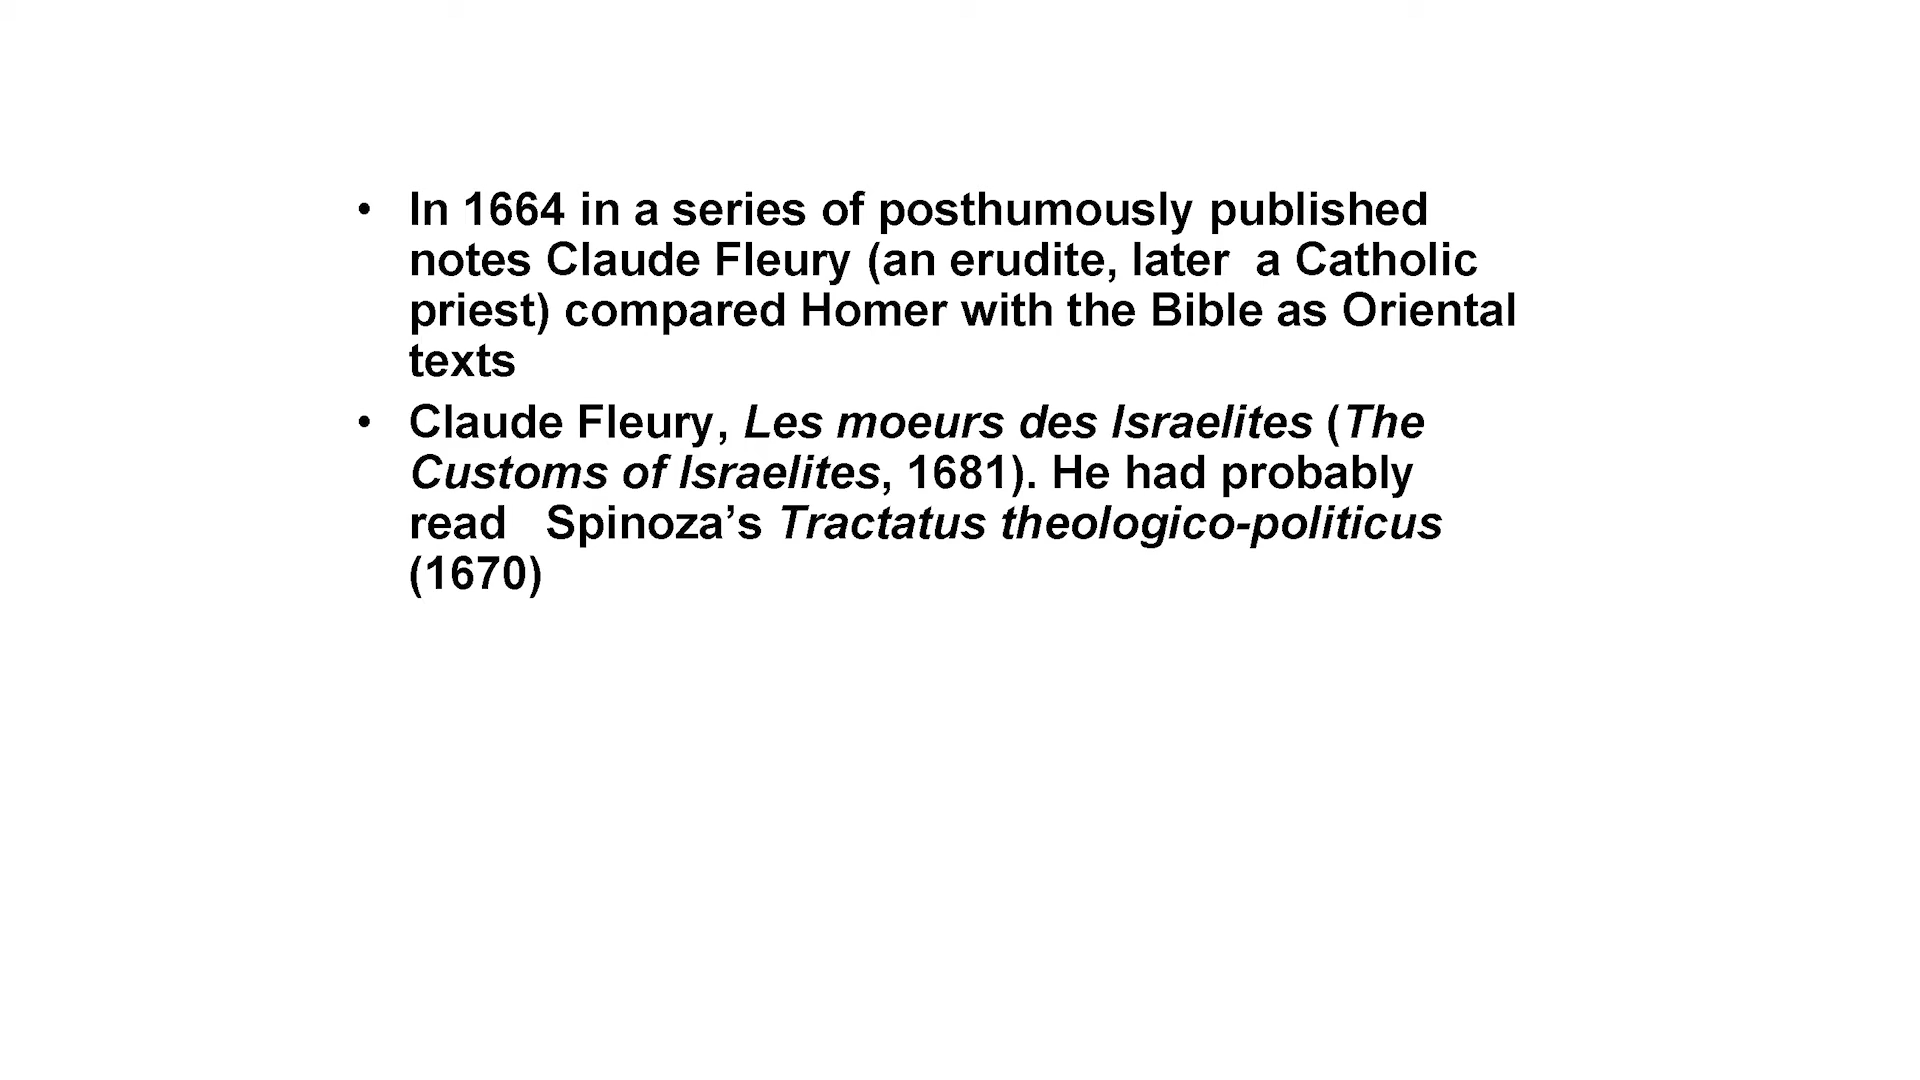 • In 1664 in a series of posthumously published
notes Claude Fleury (an erudite, later  a Catholic
priest) compared Homer with the Bible as Oriental
texts
• Claude Fleury, Les moeurs des Israelites (The
Customs of Israelites, 1681). He had probably
read   Spinoza’s Tractatus theologico-politicus
(1670)